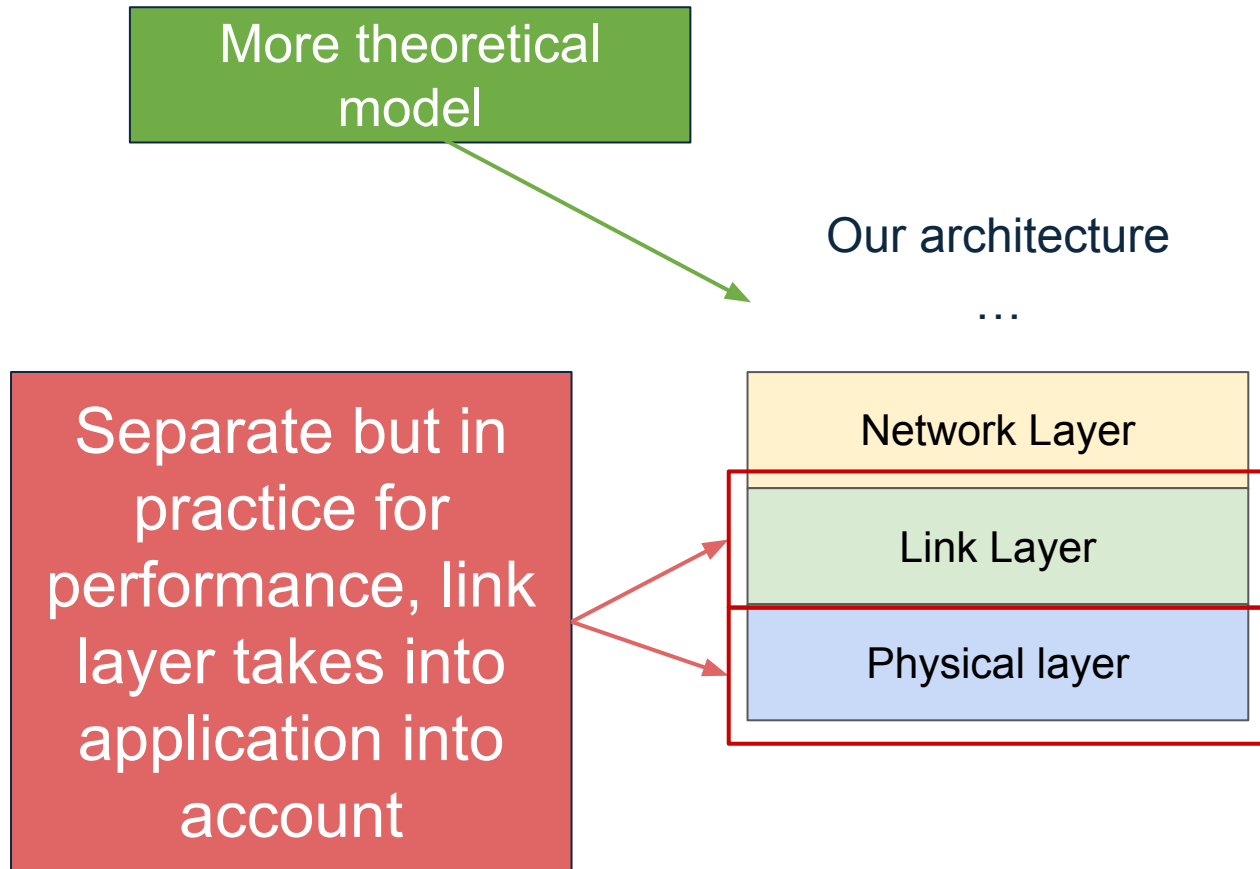 More theoretical
model
Our architecture
…
Separate but in
practice for
performance, link
layer takes into
application into
account
Network Layer
Link Layer
Physical layer